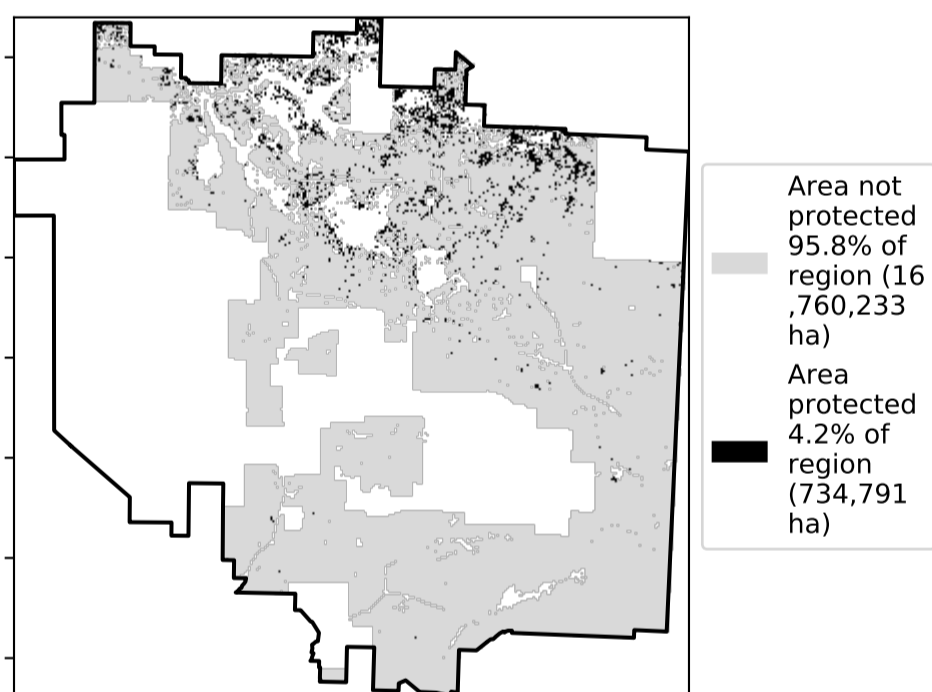 Area not
protected
95.8% of
region (16
,760,233
ha)
Area
protected
4.2% of
region
(734,791
ha)